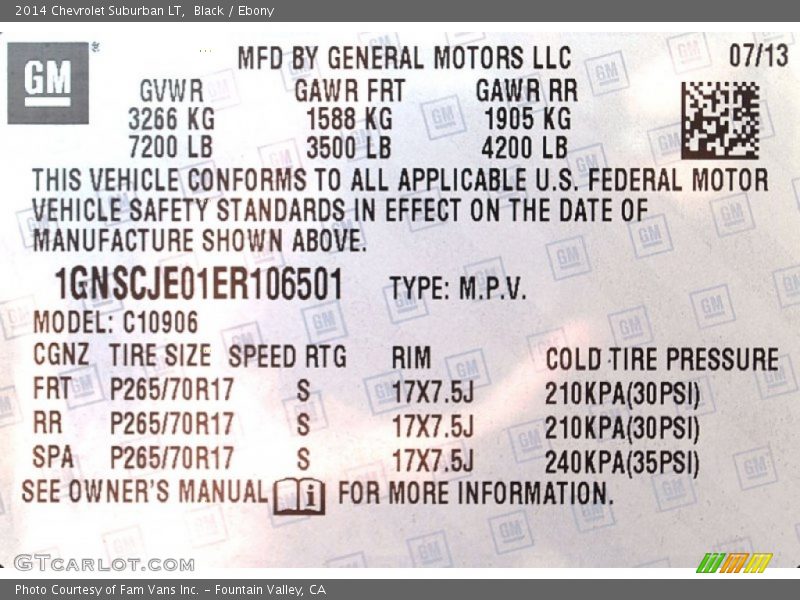 2014 Chevrolet Suburban LT, Black / Ebony
GM ® MFD BY GENERAL MOTORS LLC 07/13
GVWR GAWR FRT GAWR RR
3266 KG 1588 KG 1905 KG
7200 LB 3500 LB 4200 LB
THIS VEHICLE CONFORMS TO ALL APPLICABLE U.S. FEDERAL MOTOR
VEHICLE SAFETY STANDARDS IN EFFECT ON THE DATE OF
MANUFACTURE SHOWN ABOVE.
1GNSCJE01ER106501 TYPE: M.P.V.
MODEL: C10906
CGNZ TIRE SIZE SPEED RTG RIM COLD TIRE PRESSURE
FRT P265/70R17 S 17X7.5J 210KPA(30PSI)
RR P265/70R17 S 17X7.5J 210KPA(30PSI)
SPA P265/70R17 S 17X7.5J 240KPA(35PSI)
SEE OWNER'S MANUAL i FOR MORE INFORMATION.
GTcarlot.com
Photo Courtesy of Fam Vans Inc. - Fountain Valley, CA